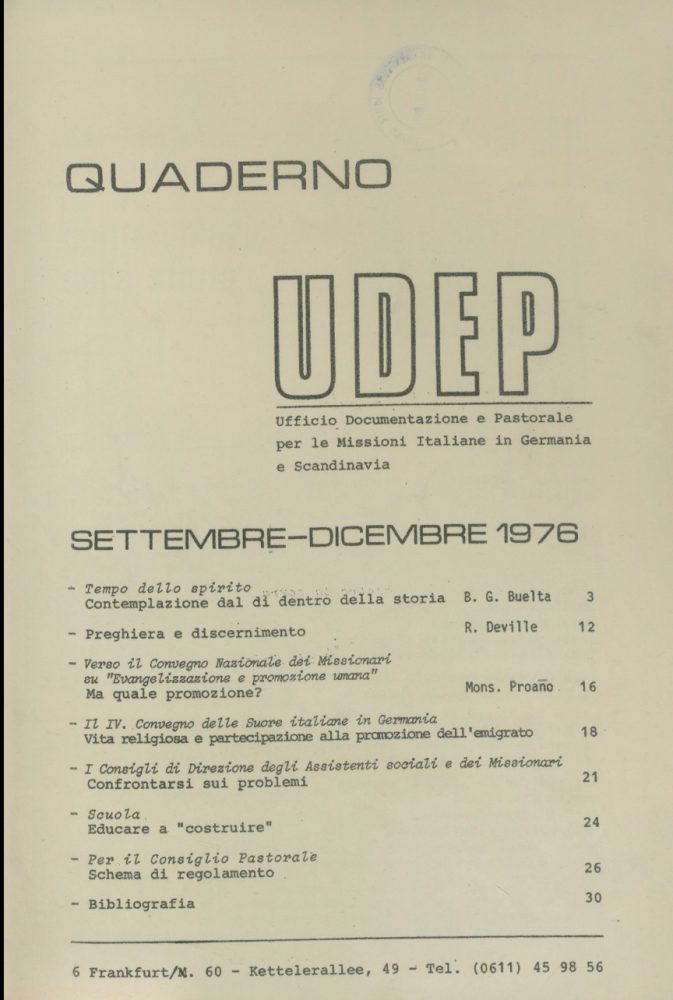 QUADERNO
UDEP
Ufficio Documentazione e Pastorale
per le Missioni Italiane in Germania
e Scandinavia
SETTEMBRE-DICEMBRE 1976
- Tempo dello spirito
Contemplazione dal di dentro della storia B. G. Buelta 3
- Preghiera e discernimento R. Deville 12
- Verso il Convegno Nazionale dei Missionari
su "Evangelizzazione e promozione umana"
Ma quale promozione? Mons. Proaño 16
- Il IV. Convegno delle Suore italiane in Germania
Vita religiosa e partecipazione alla promozione dell'emigrato 18
- I Consigli di Direzione degli Assistenti sociali e dei Missionari
Confrontarsi sui problemi 21
- Scuola
Educare a "costruire" 24
- Per il Consiglio Pastorale
Schema di regolamento 26
- Bibliografia 30
6 Frankfurt/M. 60 - Kettelerallee, 49 - Tel. (0611) 45 98 56